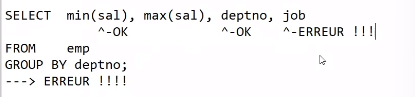 SELECT  min(sal), max(sal), deptno, job
^-OK            ^-OK    ^-ERREUR !!!
FROM    emp
GROUP BY deptno;
---> ERREUR !!!!